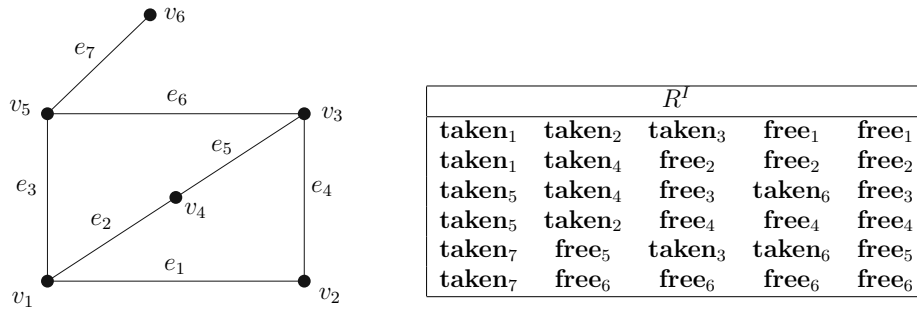 v₆
e₇
v₅
e₆
v₃
e₅
e₃
e₄
v₄
e₂
e₁
v₁
v₂
Rᴵ
taken₁ taken₂ taken₃ free₁ free₁
taken₁ taken₄ free₂ free₂ free₂
taken₅ taken₄ free₃ taken₆ free₃
taken₅ taken₂ free₄ free₄ free₄
taken₇ free₅ taken₃ taken₆ free₅
taken₇ free₆ free₆ free₆ free₆